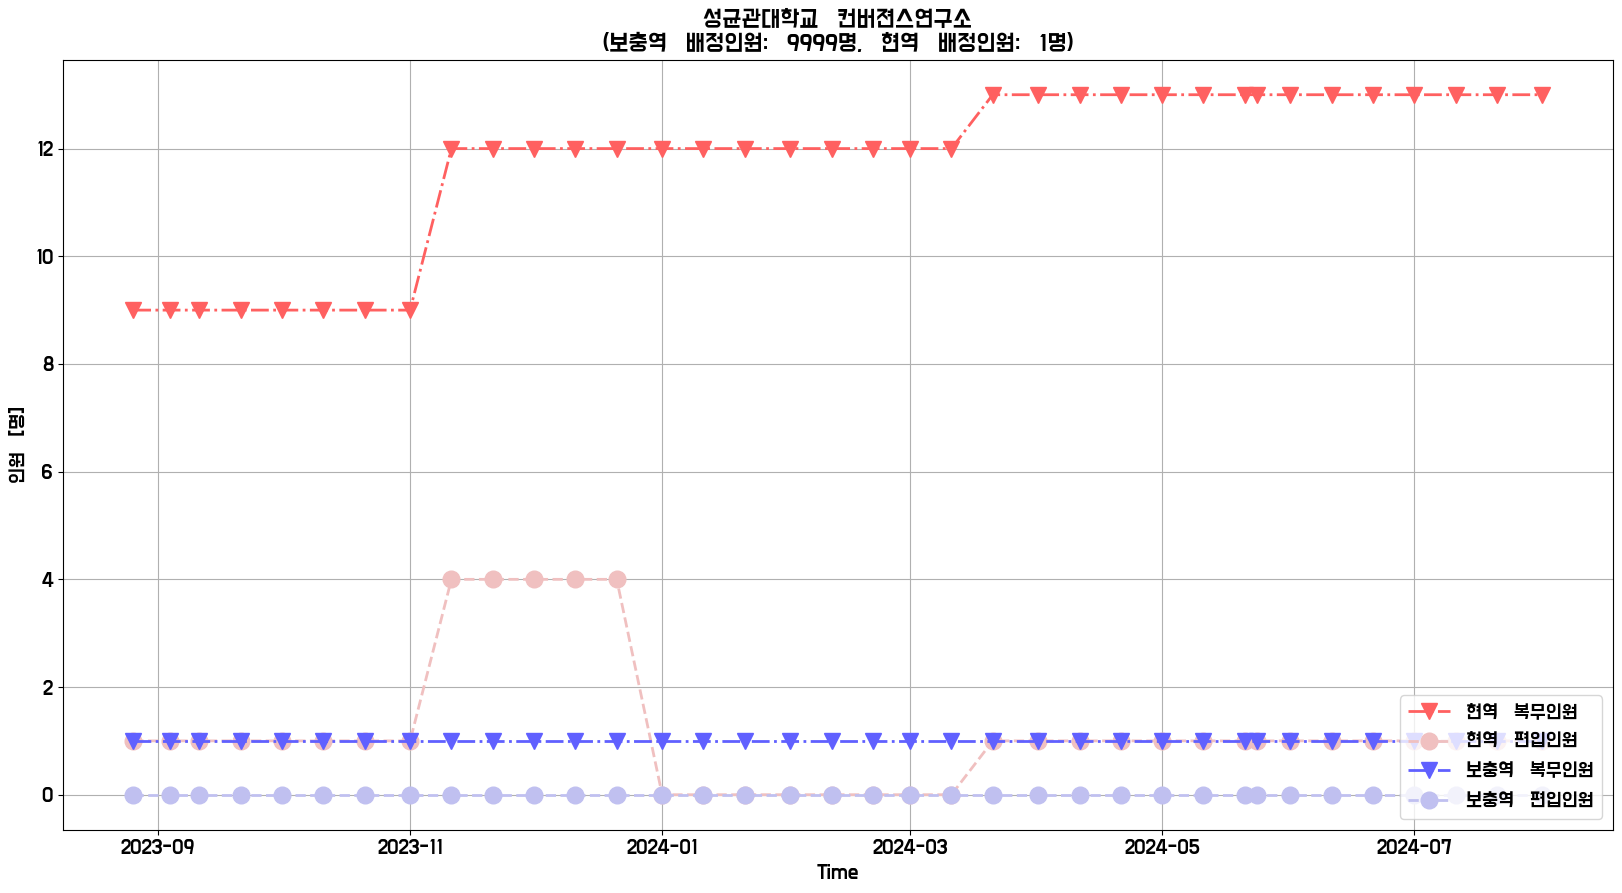 성균관대학교 컨버젼스연구소
(보충역 배정인원: 9999명, 현역 배정인원: 1명)
12
10
8
6
4
2
0
인원 [명]
현역 복무인원
현역 편입인원
보충역 복무인원
보충역 편입인원
2023-09 2023-11 2024-01 2024-03 2024-05 2024-07
Time